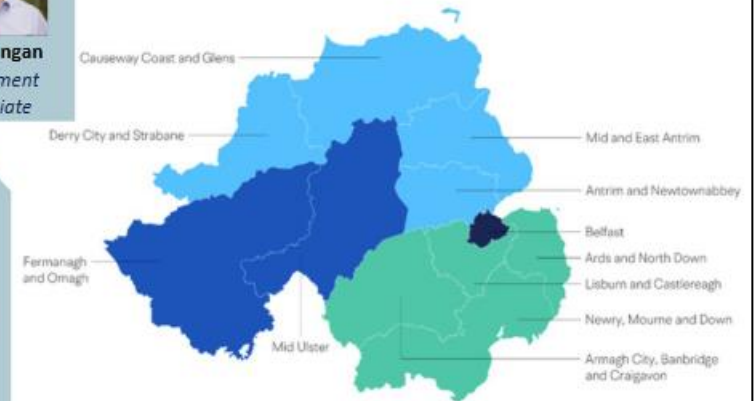 ngan
ment
iate
Causeway Coast and Glens
Derry City and Strabane
Fermanagh
and Omagh
Mid Ulster
Mid and East Antrim
Antrim and Newtownabbey
Belfast
Ards and North Down
Lisburn and Castlereagh
Newry, Mourne and Down
Armagh City, Banbridge
and Craigavon